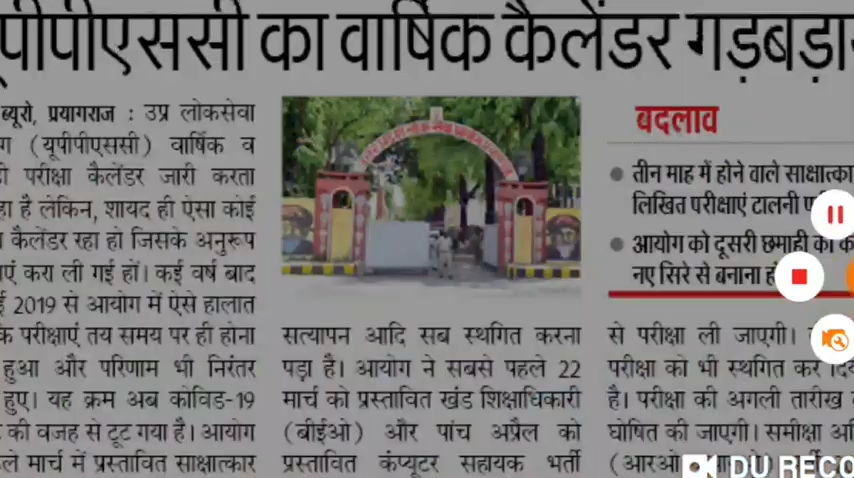 पीपीएससी का वार्षिक कैलेंडर
ब्यूरो, प्रयागराज : उप्र लोकसेवा
(यूपीपीएससी) वार्षिक व
परीक्षा कैलेंडर जारी करता
है लेकिन, शायद ही ऐसा कोई
कैलेंडर रहा हो जिसके अनुरूप
करा ली गई हों। कई वर्ष बाद
2019 से आयोग में ऐसे हालात
परीक्षाएं तय समय पर ही होना
हुआ और परिणाम भी निरंतर
हुए। यह क्रम अब कोविड-19
की वजह से टूट गया है। आयोग
मार्च में प्रस्तावित साक्षात्कार
सत्यापन आदि सब स्थगित करना
पड़ा है। आयोग ने सबसे पहले 22
मार्च को प्रस्तावित खंड शिक्षाधिकारी
(बीईओ) और पांच अप्रैल को
प्रस्तावित कंप्यूटर सहायक भर्ती
बदलाव
तीन माह में होने वाले
लिखित परीक्षाएं टालनी
आयोग को दूसरी छमाही का
नए सिरे से बनाना
से परीक्षा ली जाएगी।
परीक्षा को भी स्थगित कर
है। परीक्षा की अगली तारीख
घोषित की जाएगी। समीक्षा
(आरओ
DU RECO